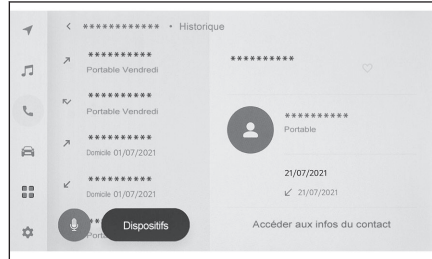 ************ • Historique
**********
Portable Vendredi
**********
Portable Vendredi
**********
Domicile 01/07/2021
**********
Domicile 01/07/2021
**
Porta
Dispositifs
**********
**********
Portable
21/07/2021
21/07/2021
Accéder aux infos du contact